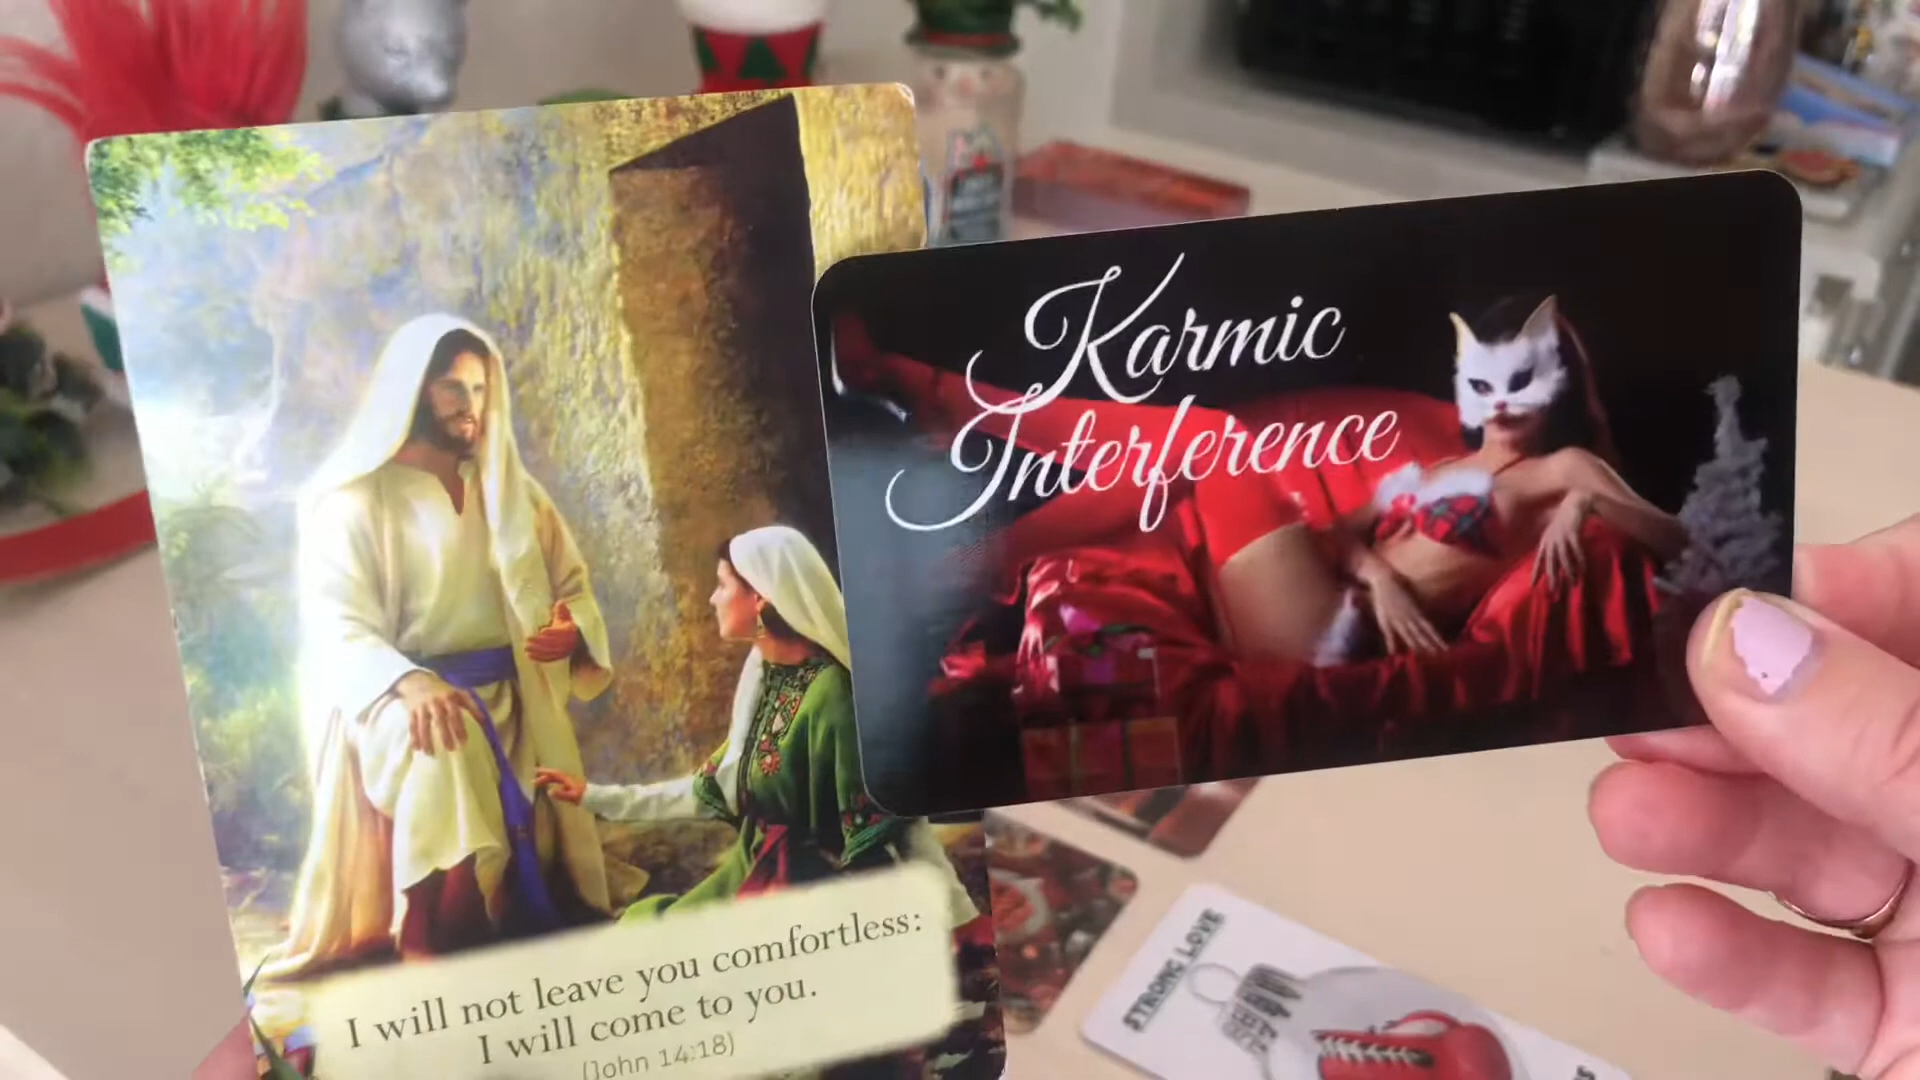 Karmic
Interference
I will not leave you comfortless:
I will come to you.
(John 14:18)
STRONG LOVE